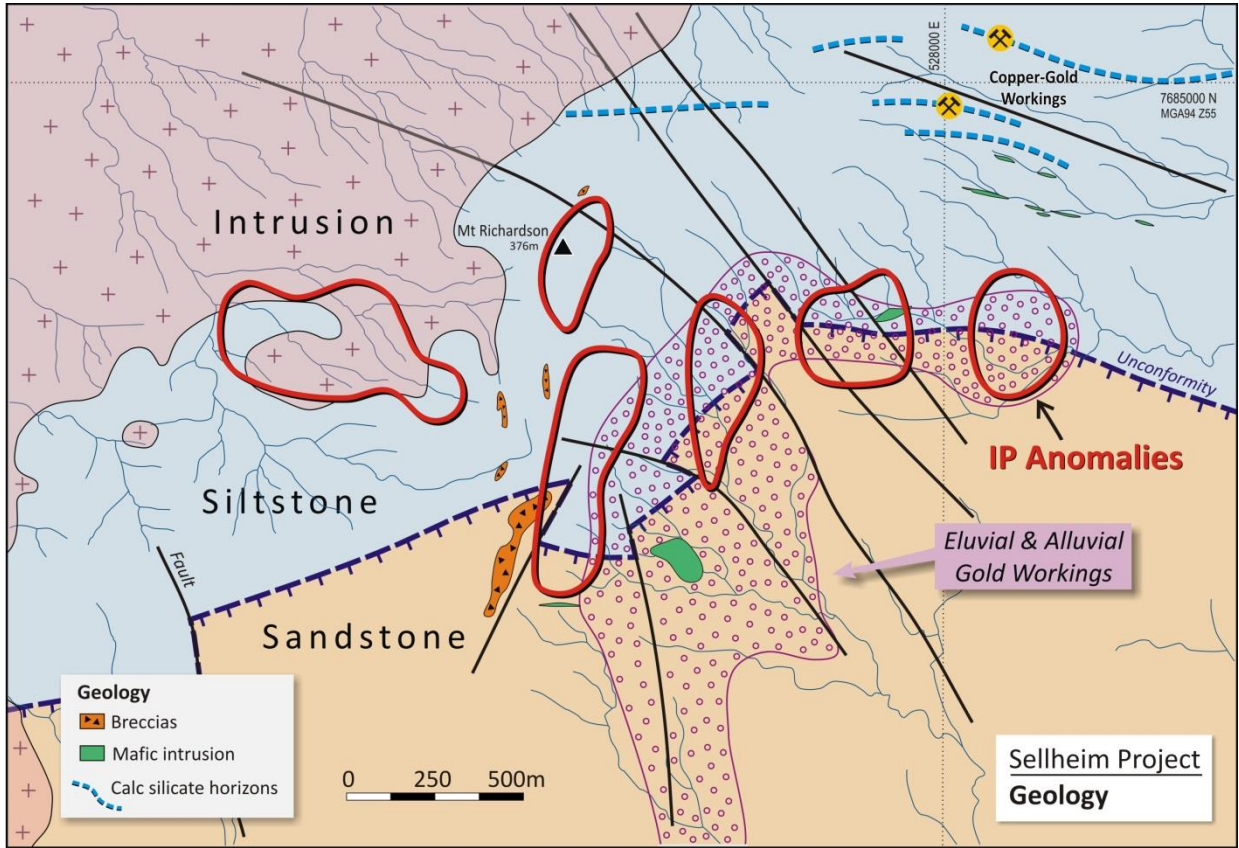 528000 E
Copper-Gold
Workings
7685000 N
MGA94 Z55
Intrusion
Mt Richardson
376m
Unconformity
IP Anomalies
Siltstone
Eluvial & Alluvial
Gold Workings
Fault
Sandstone
Geology
Breccias
Mafic intrusion
Calc silicate horizons
0 250 500m
Sellheim Project
Geology